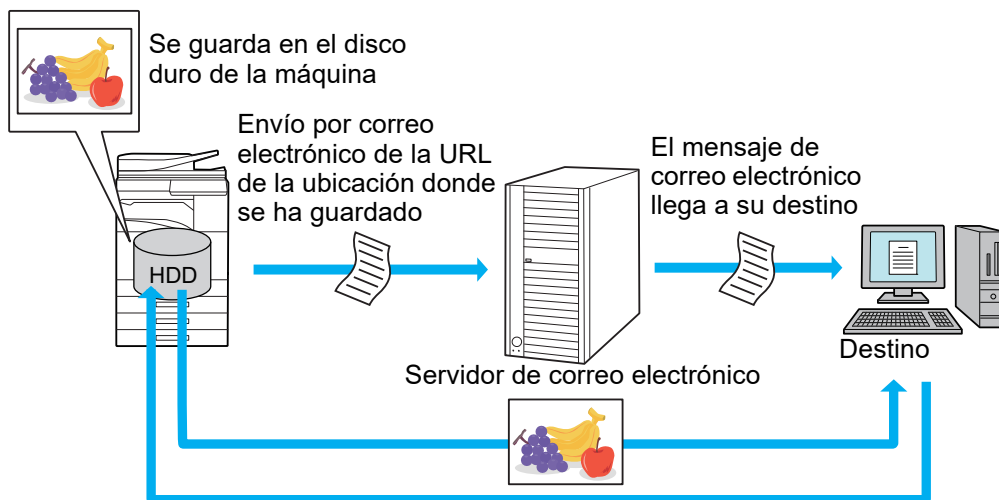 Se guarda en el disco
duro de la máquina
Envío por correo
electrónico de la URL
de la ubicación donde
se ha guardado
El mensaje de
correo electrónico
llega a su destino
HDD
Destino
Servidor de correo electrónico